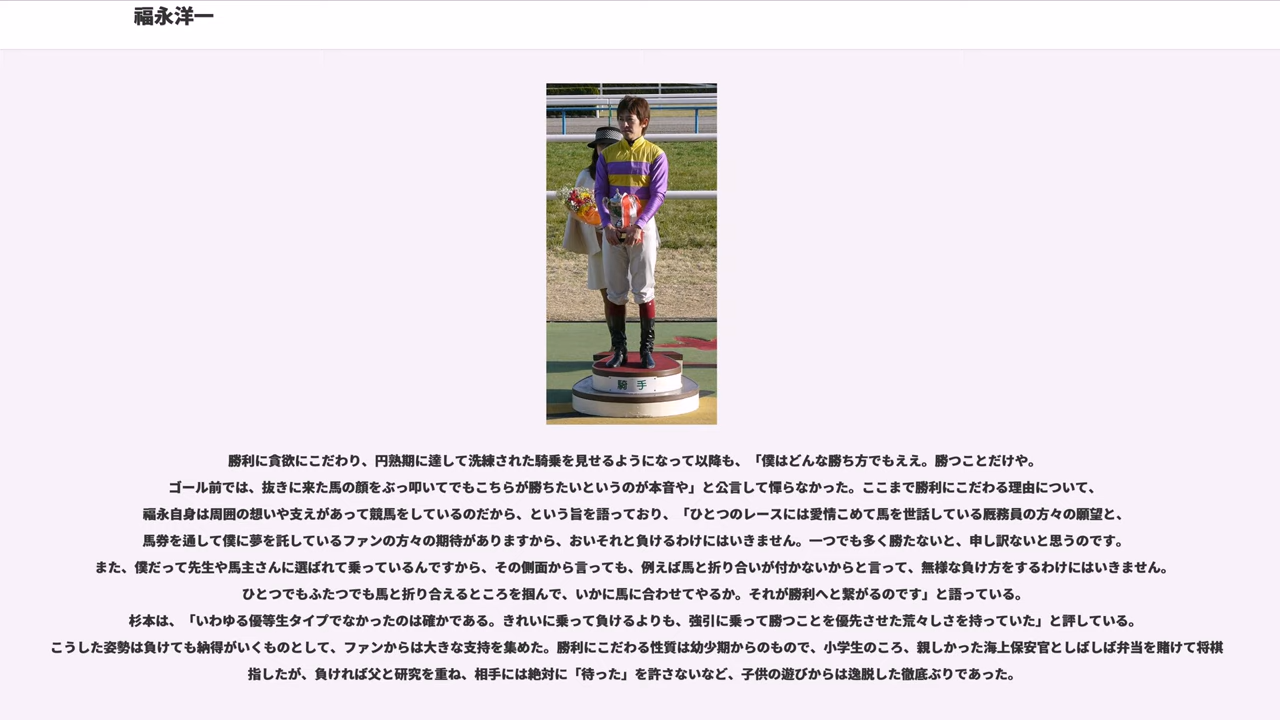 福永洋一
騎手
勝利に貪欲にこだわり、円熟期に達して洗練された騎乗を見せるようになって以降も、「僕はどんな勝ち方でもええ。勝つことだけや。
ゴール前では、抜きに来た馬の顔をぶっ叩いてでもこちらが勝ちたいというのが本音や」と公言して憚らなかった。ここまで勝利にこだわる理由について、
福永自身は周囲の想いや支えがあって競馬をしているのだから、という旨を語っており、「ひとつのレースには愛情こめて馬を世話している厩務員の方々の願望と、
馬券を通して僕に夢を託しているファンの方々の期待がありますから、おいそれと負けるわけにはいきません。一つでも多く勝たないと、申し訳ないと思うのです。
また、僕だって先生や馬主さんに選ばれて乗っているんですから、その側面から言っても、例えば馬と折り合いが付かないからと言って、無様な負け方をするわけにはいきません。
ひとつでもふたつでも馬と折り合えるところを掴んで、いかに馬に合わせてやるか。それが勝利へと繋がるのです」と語っている。
杉本は、「いわゆる優等生タイプでなかったのは確かである。きれいに乗って負けるよりも、強引に乗って勝つことを優先させた荒々しさを持っていた」と評している。
こうした姿勢は負けても納得がいくものとして、ファンからは大きな支持を集めた。勝利にこだわる性質は幼少期からのもので、小学生のころ、親しかった海上保安官としばしば弁当を賭けて将棋
指したが、負ければ父と研究を重ね、相手には絶対に「待った」を許さないなど、子供の遊びからは逸脱した徹底ぶりであった。